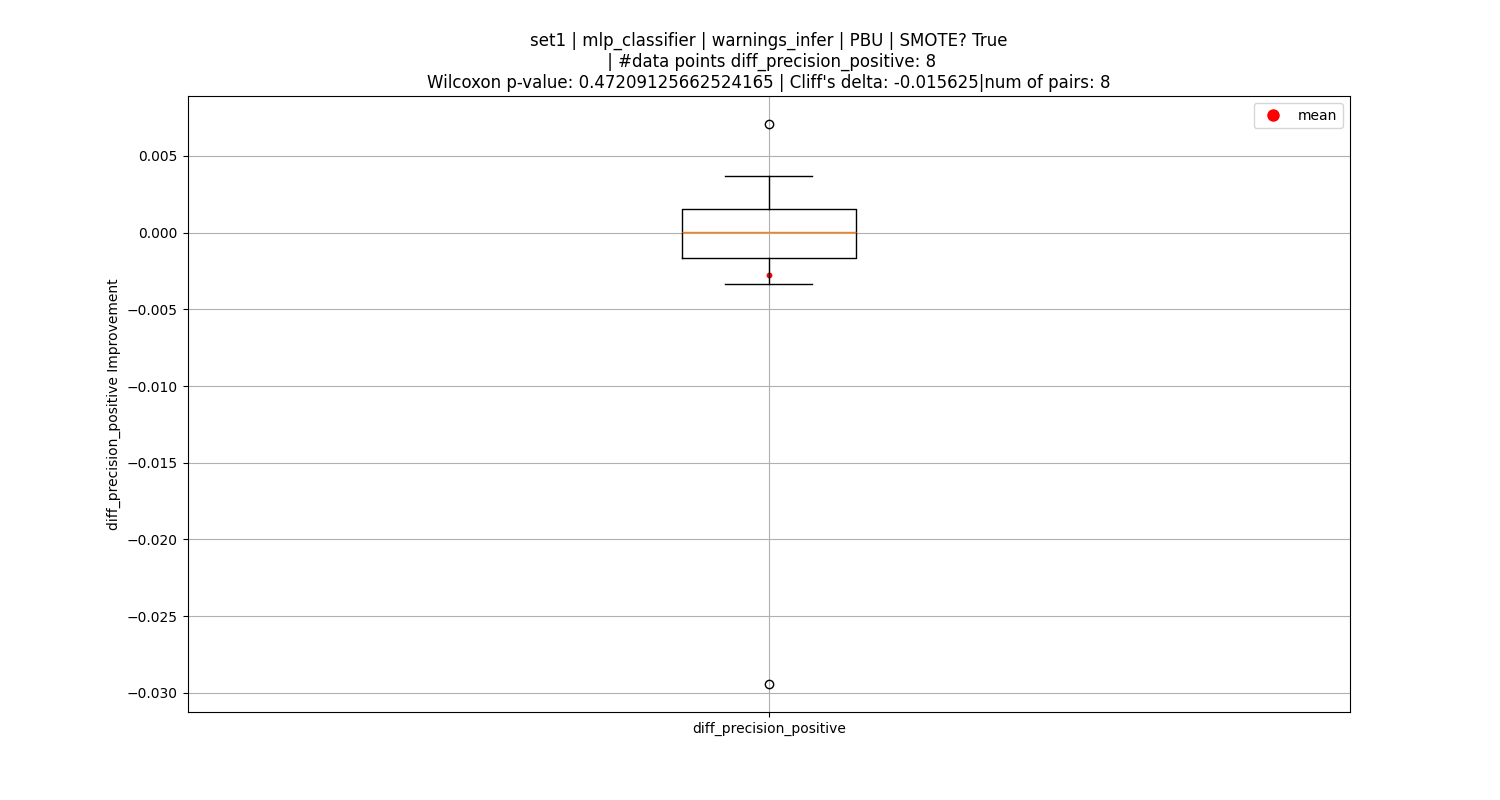 set1 | mlp_classifier | warnings_infer | PBU | SMOTE? True
| #data points diff_precision_positive: 8
Wilcoxon p-value: 0.47209125662524165 | Cliff's delta: -0.015625|num of pairs: 8
mean
0.005
0.000
−0.005
−0.010
−0.015
−0.020
−0.025
−0.030
diff_precision_positive Improvement
diff_precision_positive